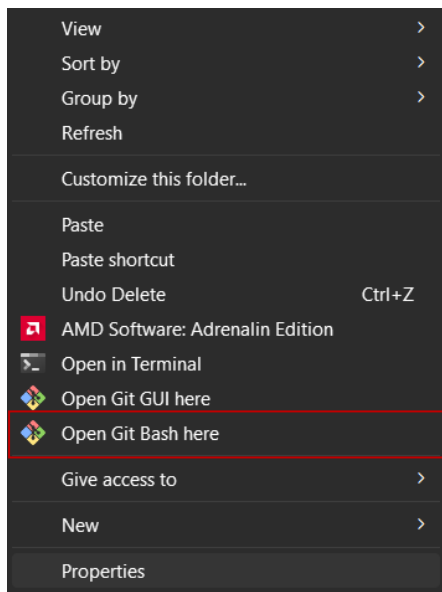 View
Sort by
Group by
Refresh
Customize this folder...
Paste
Paste shortcut
Undo Delete Ctrl+Z
AMD Software: Adrenalin Edition
Open in Terminal
Open Git GUI here
Open Git Bash here
Give access to
New
Properties